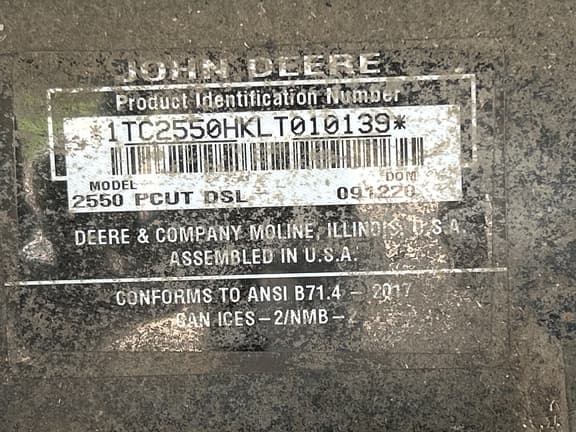 JOHN DEERE
Product Identification Number
*1TC2550HKLT010139*
MODEL DOM
2550 PCUT DSL 091220
DEERE & COMPANY MOLINE, ILLINOIS, U.S.A.
ASSEMBLED IN U.S.A.
CONFORMS TO ANSI B71.4 – 2017
CAN ICES–2/NMB–2